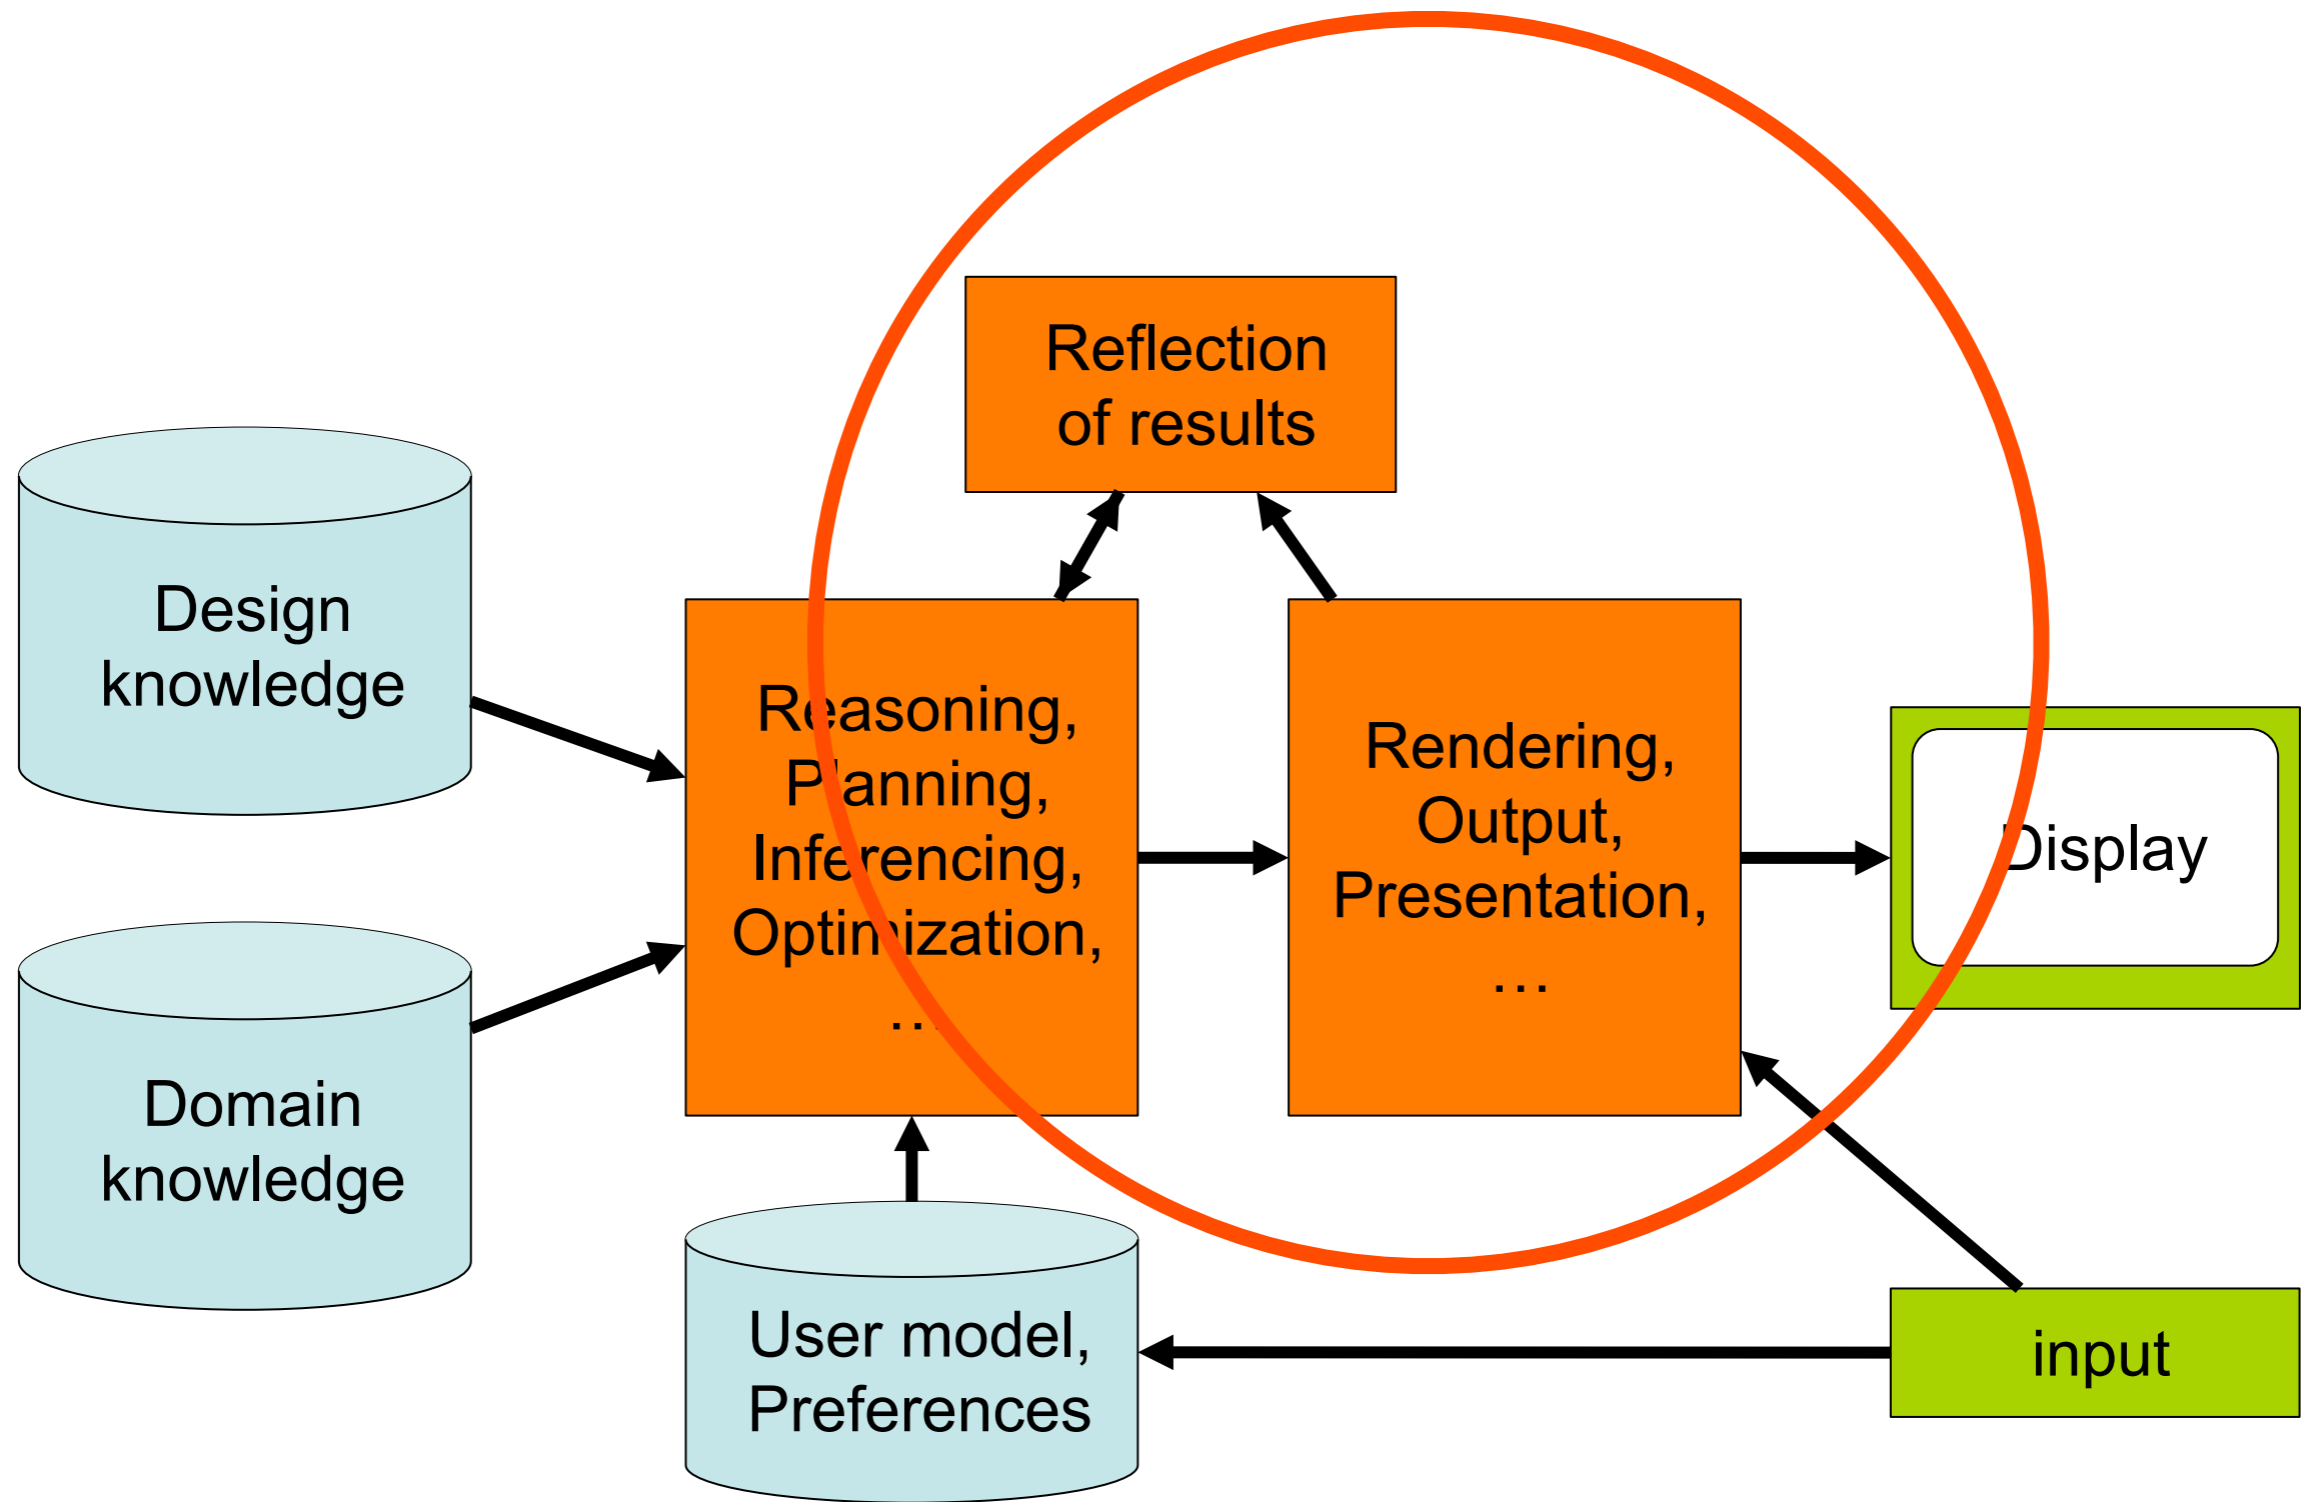 Reflection
of results
Design
knowledge
Reasoning,
Planning,
Inferencing,
Optimization,
…
Rendering,
Output,
Presentation,
…
Display
Domain
knowledge
User model,
Preferences
input